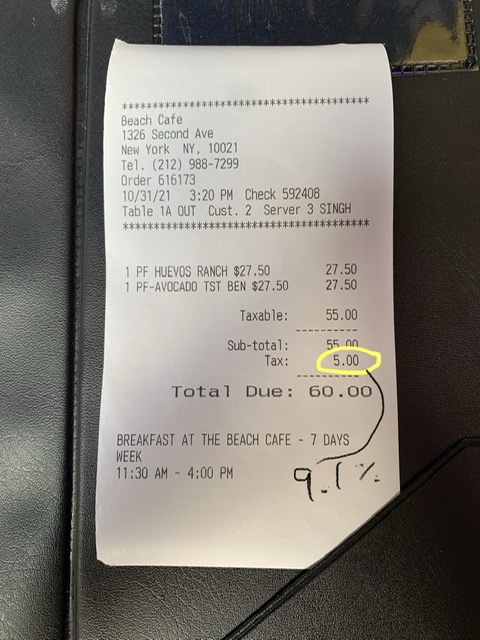 **************************************
Beach Cafe
1326 Second Ave
New York NY, 10021
Tel. (212) 988-7299
Order 616173
10/31/21 3:20 PM Check 592408
Table 1A OUT Cust. 2 Server 3 SINGH
**************************************
1 PF HUEVOS RANCH $27.50 27.50
1 PF-AVOCADO TST BEN $27.50 27.50
Taxable: 55.00
----------
Sub-total: 55.00
Tax: 5.00
----------
Total Due: 60.00
BREAKFAST AT THE BEACH CAFE - 7 DAYS
WEEK
11:30 AM - 4:00 PM
9.1%